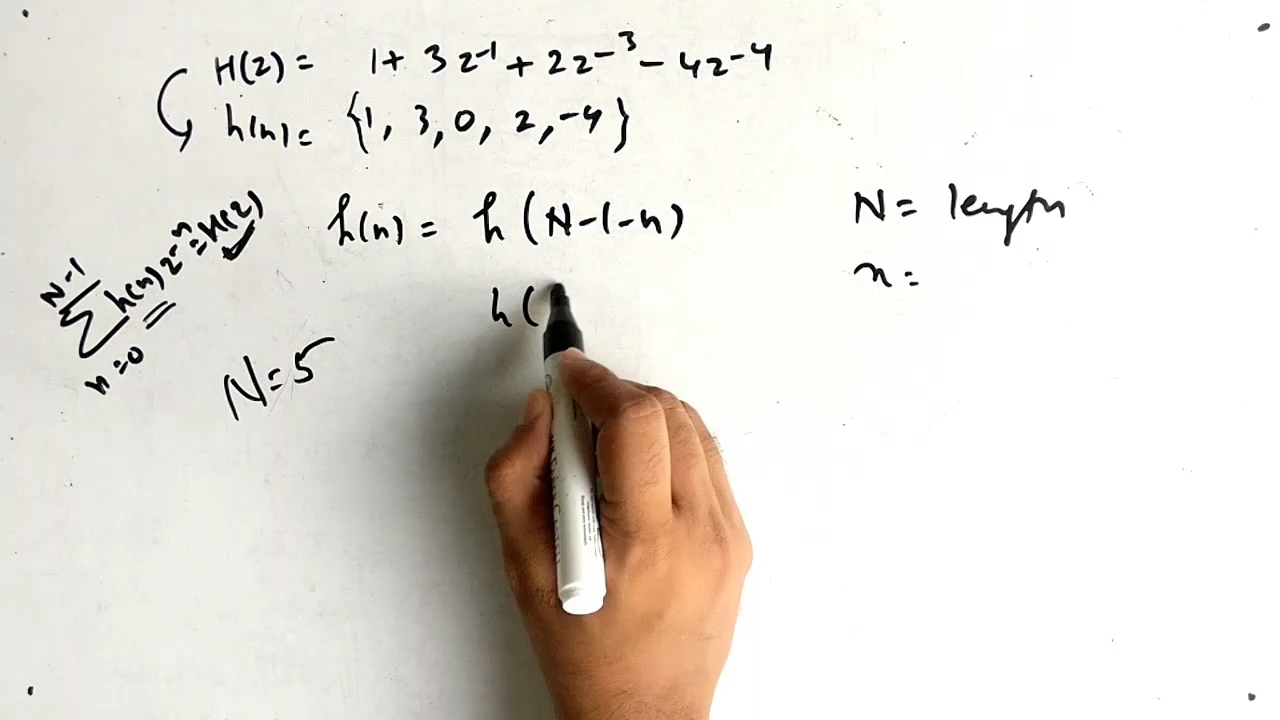 H(z) = 1 + 3z⁻¹ + 2z⁻³ - 4z⁻⁴
h(n) = {1, 3, 0, 2, -4}
h(n) = h(N-1-n)
N = length
n =
N-1 ∑ n=0 h(n) z⁻ⁿ = H(z)
h(
N=5